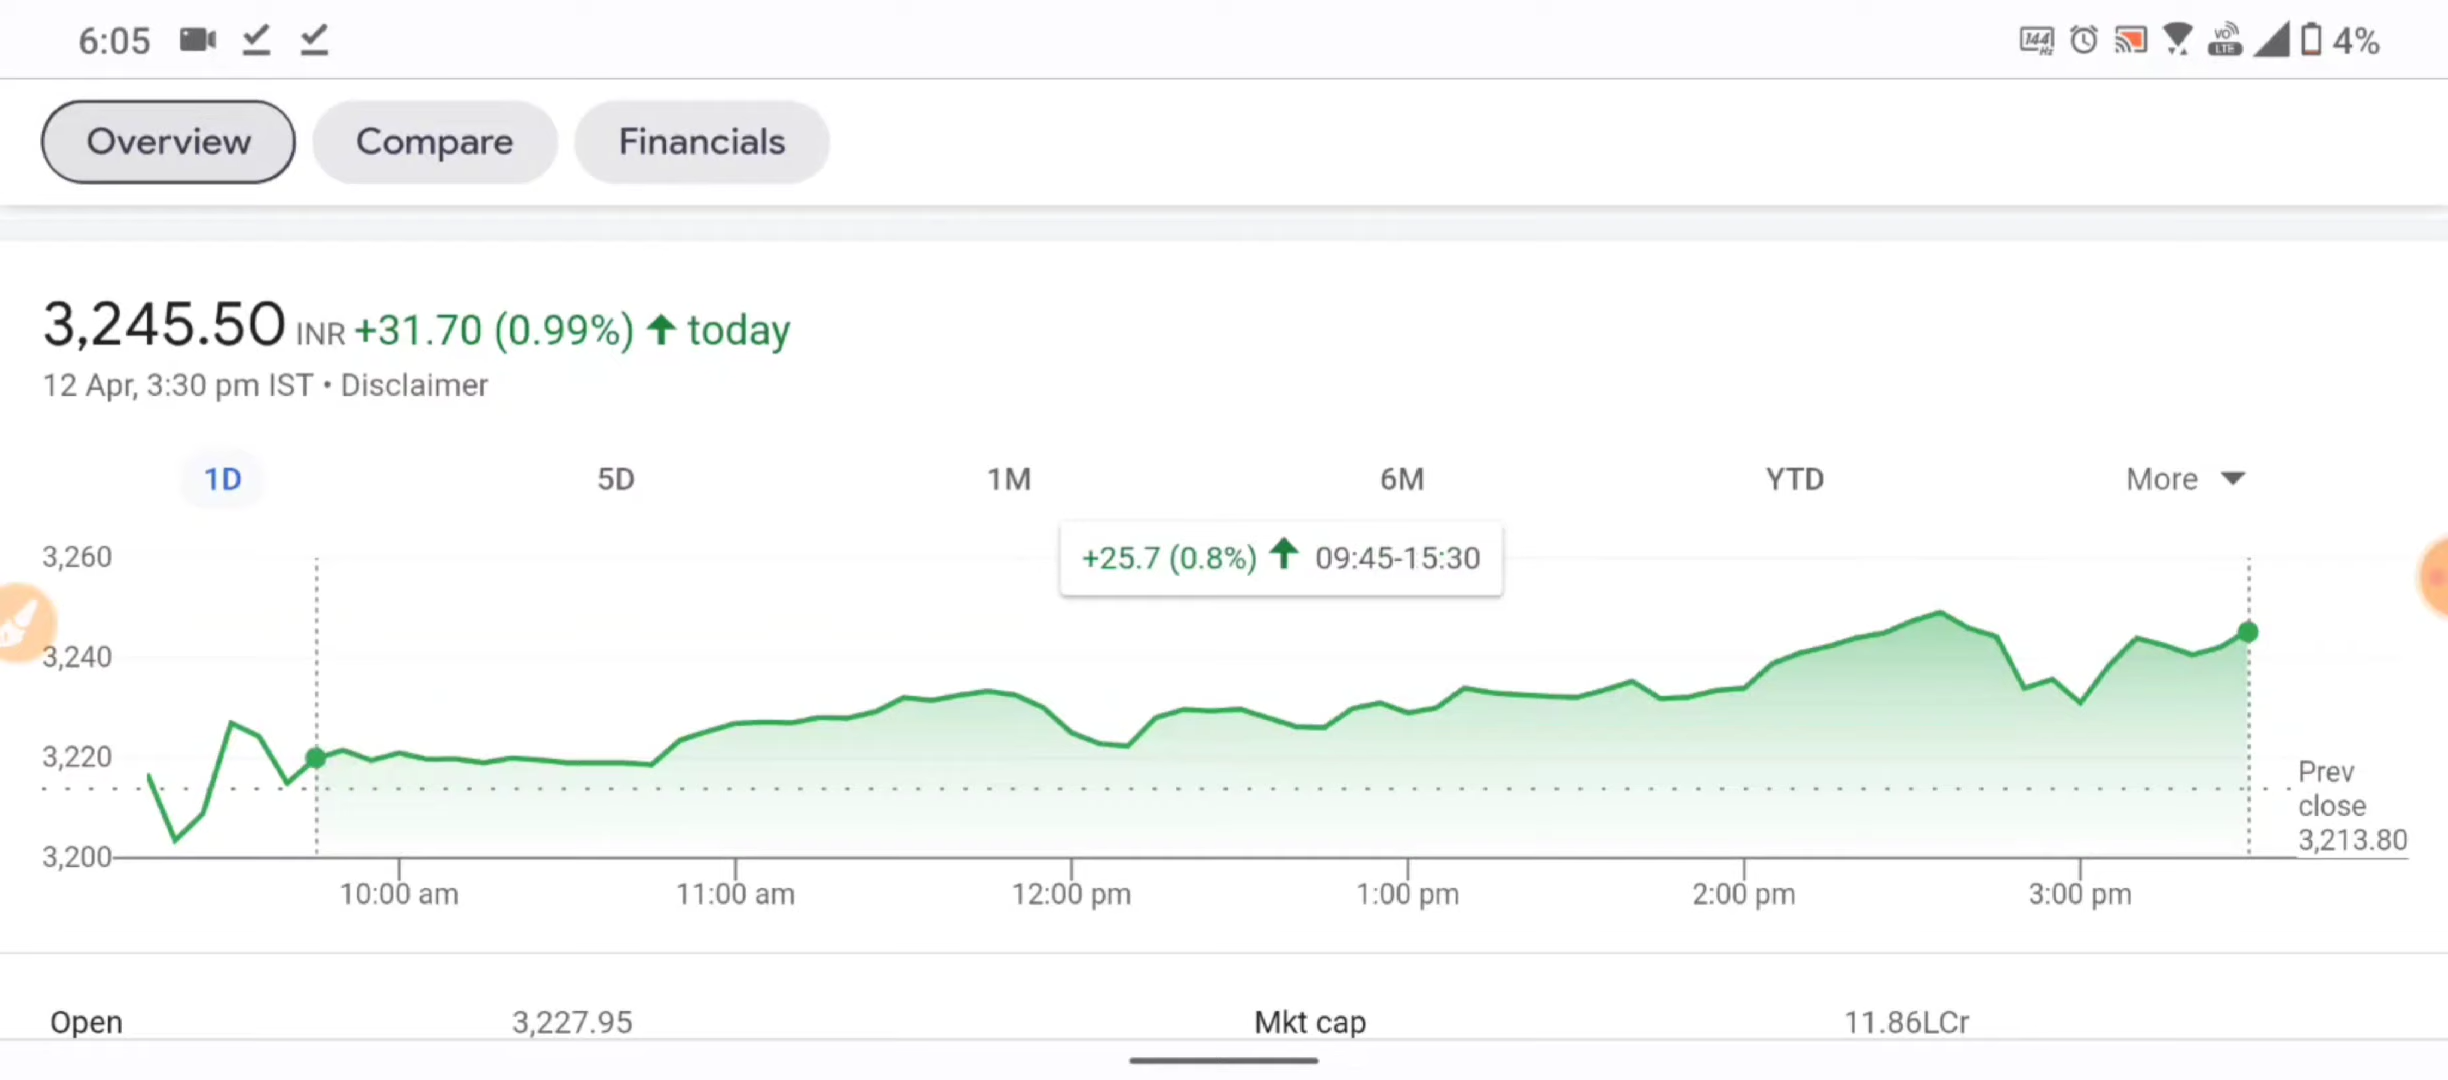 6:05 144Hz VoLTE 4%
Overview Compare Financials
3,245.50 INR +31.70 (0.99%) ↑ today
12 Apr, 3:30 pm IST • Disclaimer
1D 5D 1M 6M YTD More
+25.7 (0.8%) ↑ 09:45-15:30
3,260
3,240
3,220
3,200
Prev
close
3,213.80
10:00 am 11:00 am 12:00 pm 1:00 pm 2:00 pm 3:00 pm
Open 3,227.95 Mkt cap 11.86LCr